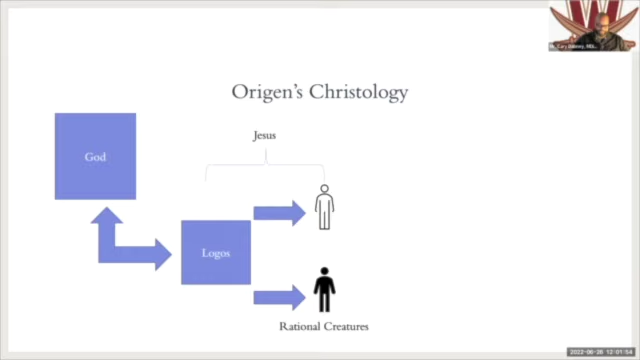 Origen's Christology
Jesus
God
Logos
Rational Creatures
2022-06-26 12:01:54